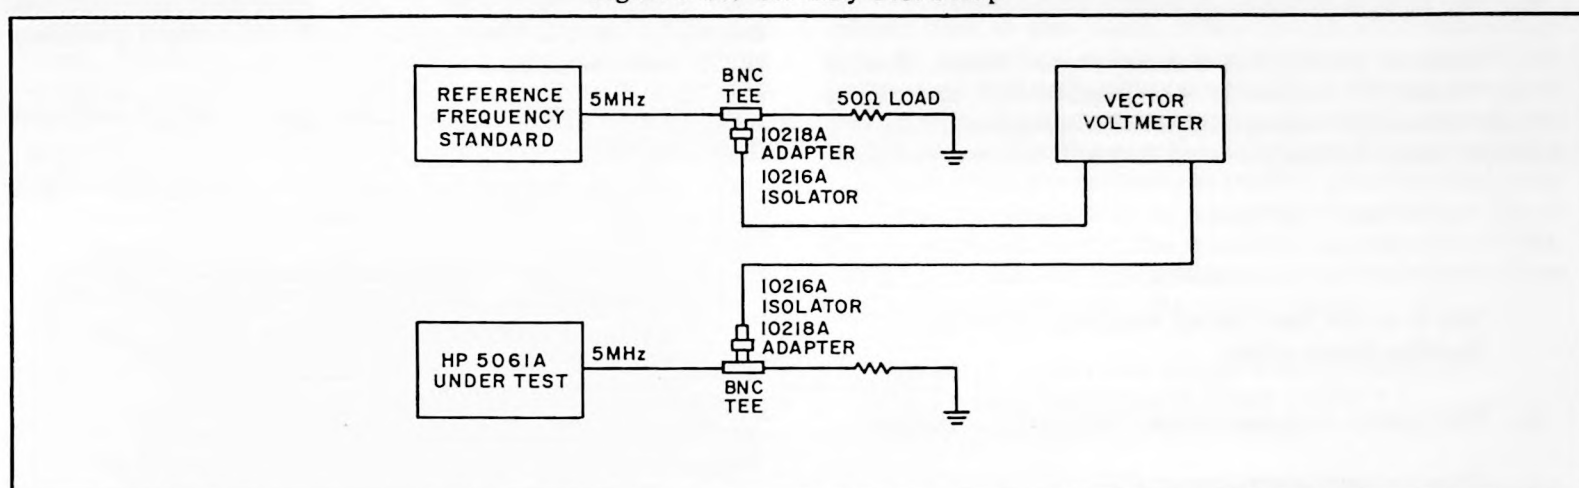 REFERENCE
FREQUENCY
STANDARD
5MHz
BNC
TEE
50Ω LOAD
10218A
ADAPTER
10216A
ISOLATOR
VECTOR
VOLTMETER
10216A
ISOLATOR
10218A
ADAPTER
HP 5061A
UNDER TEST
5MHz
BNC
TEE